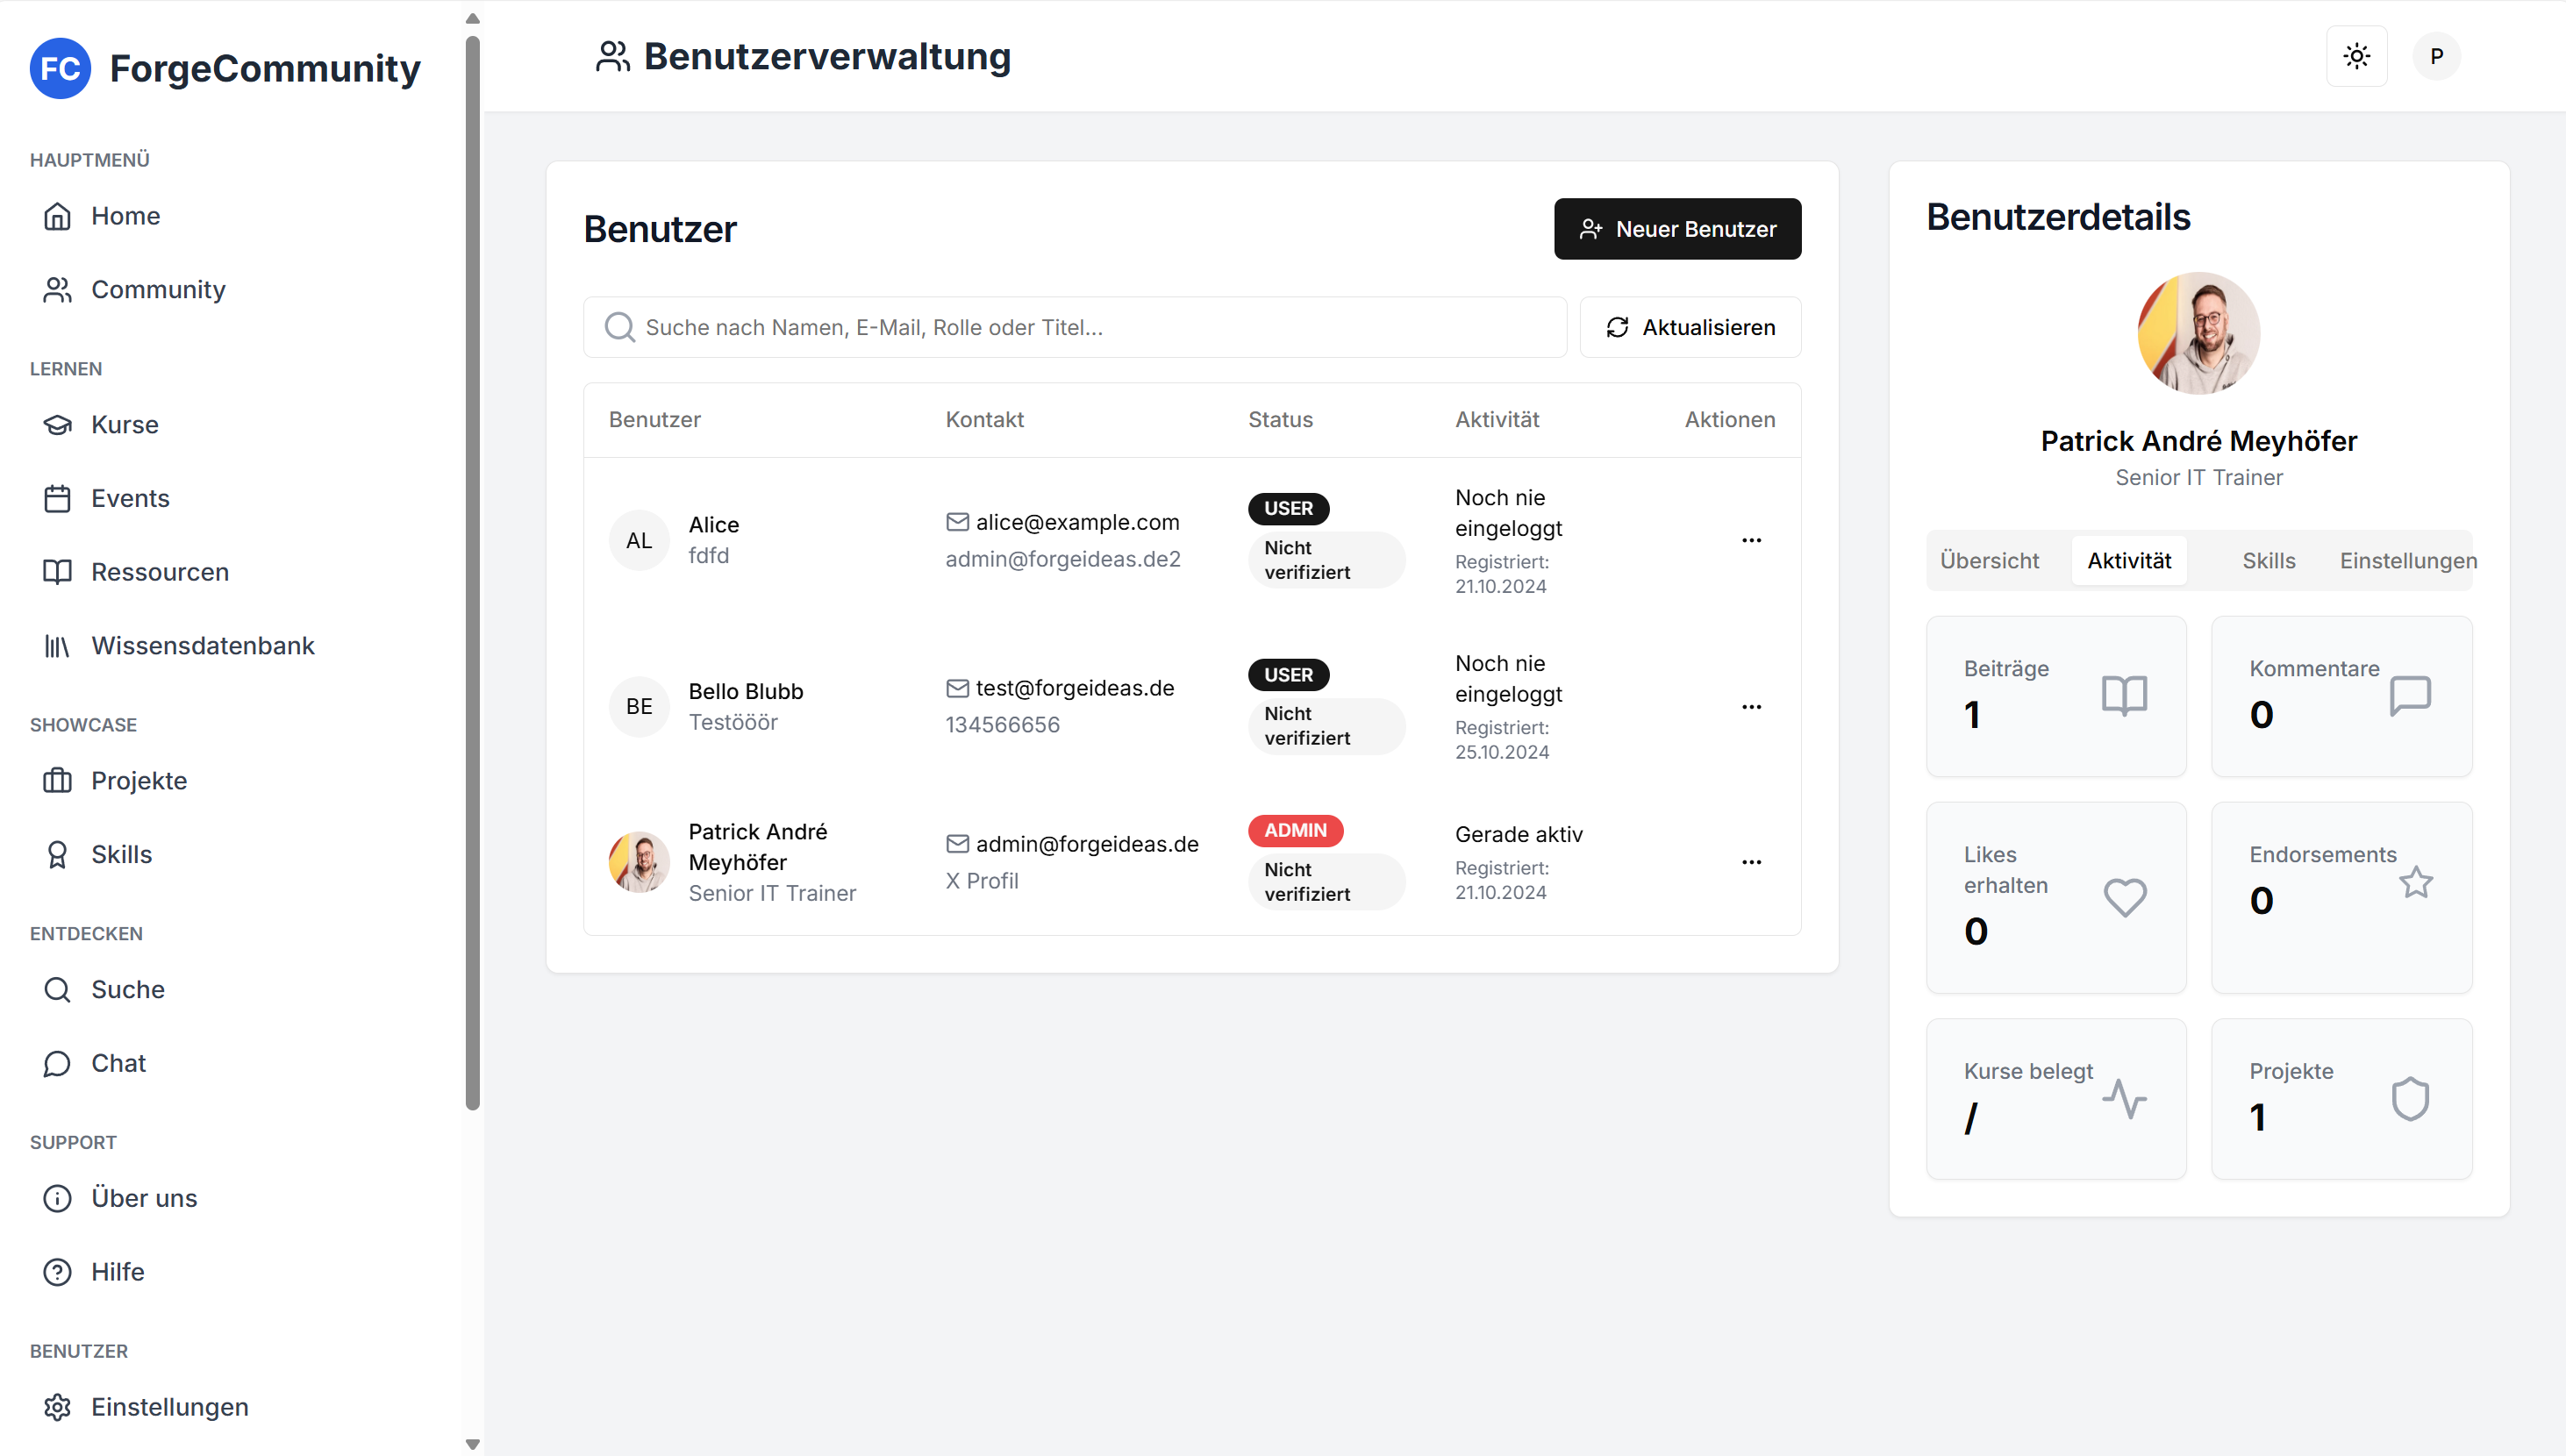 FC ForgeCommunity
HAUPTMENÜ
Home
Community
LERNEN
Kurse
Events
Ressourcen
Wissensdatenbank
SHOWCASE
Projekte
Skills
ENTDECKEN
Suche
Chat
SUPPORT
Über uns
Hilfe
BENUTZER
Einstellungen
Benutzerverwaltung
P
Benutzer
Neuer Benutzer
Suche nach Namen, E-Mail, Rolle oder Titel...
Aktualisieren
Benutzer Kontakt Status Aktivität Aktionen
AL
Alice
fdfd
alice@example.com
admin@forgeideas.de2
USER
Nicht
verifiziert
Noch nie
eingeloggt
Registriert:
21.10.2024
BE
Bello Blubb
Testööör
test@forgeideas.de
134566656
USER
Nicht
verifiziert
Noch nie
eingeloggt
Registriert:
25.10.2024
Patrick André
Meyhöfer
Senior IT Trainer
admin@forgeideas.de
X Profil
ADMIN
Nicht
verifiziert
Gerade aktiv
Registriert:
21.10.2024
Benutzerdetails
Patrick André Meyhöfer
Senior IT Trainer
Übersicht Aktivität Skills Einstellungen
Beiträge
1
Kommentare
0
Likes
erhalten
0
Endorsements
0
Kurse belegt
/
Projekte
1